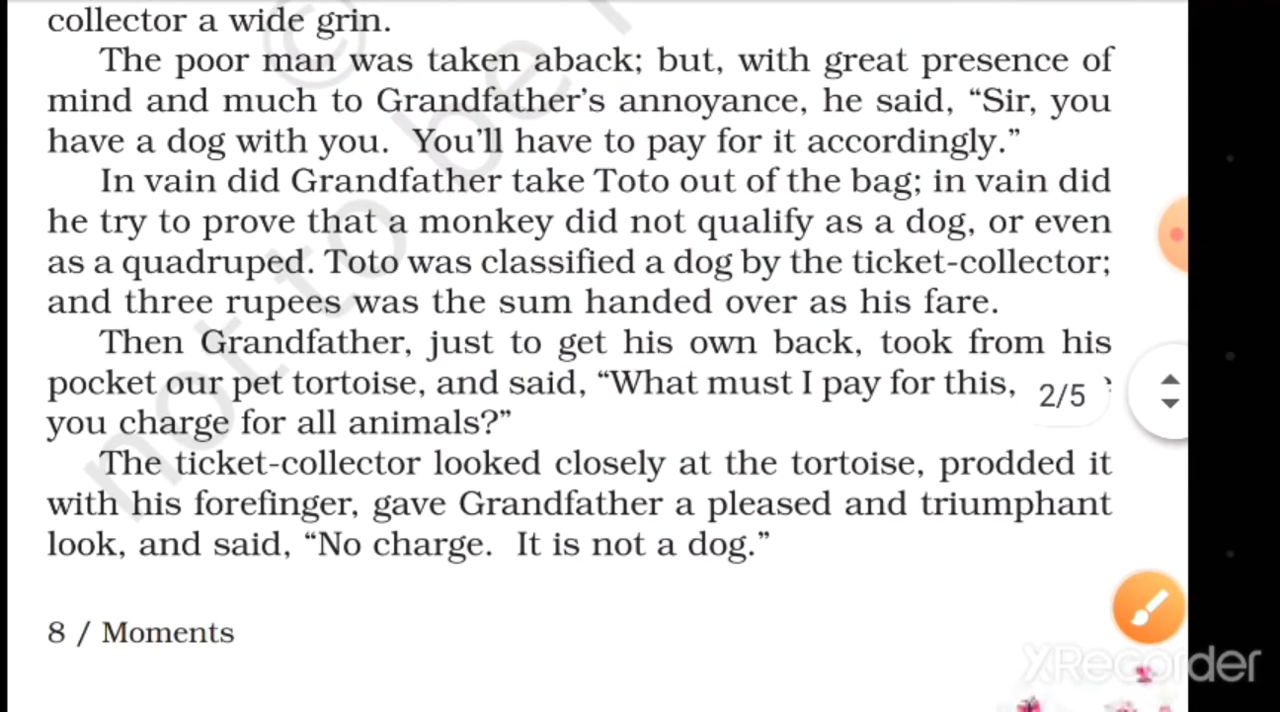 collector a wide grin.
The poor man was taken aback; but, with great presence of
mind and much to Grandfather's annoyance, he said, “Sir, you
have a dog with you. You'll have to pay for it accordingly.”
In vain did Grandfather take Toto out of the bag; in vain did
he try to prove that a monkey did not qualify as a dog, or even
as a quadruped. Toto was classified a dog by the ticket-collector;
and three rupees was the sum handed over as his fare.
Then Grandfather, just to get his own back, took from his
pocket our pet tortoise, and said, “What must I pay for this,
2/5
you charge for all animals?”
The ticket-collector looked closely at the tortoise, prodded it
with his forefinger, gave Grandfather a pleased and triumphant
look, and said, “No charge. It is not a dog.”
8 / Moments
XRecorder
© not to be